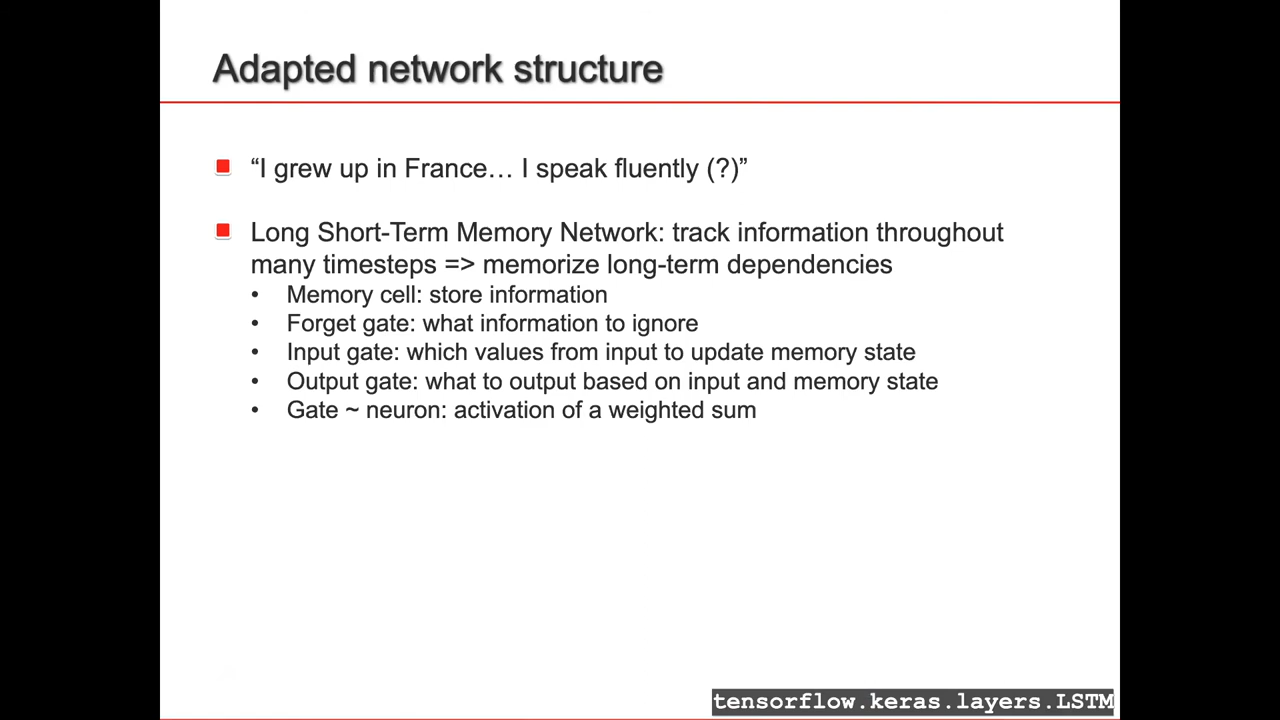 Adapted network structure
“I grew up in France… I speak fluently (?)”
Long Short-Term Memory Network: track information throughout
many timesteps => memorize long-term dependencies
• Memory cell: store information
• Forget gate: what information to ignore
• Input gate: which values from input to update memory state
• Output gate: what to output based on input and memory state
• Gate ~ neuron: activation of a weighted sum
tensorflow.keras.layers.LSTM